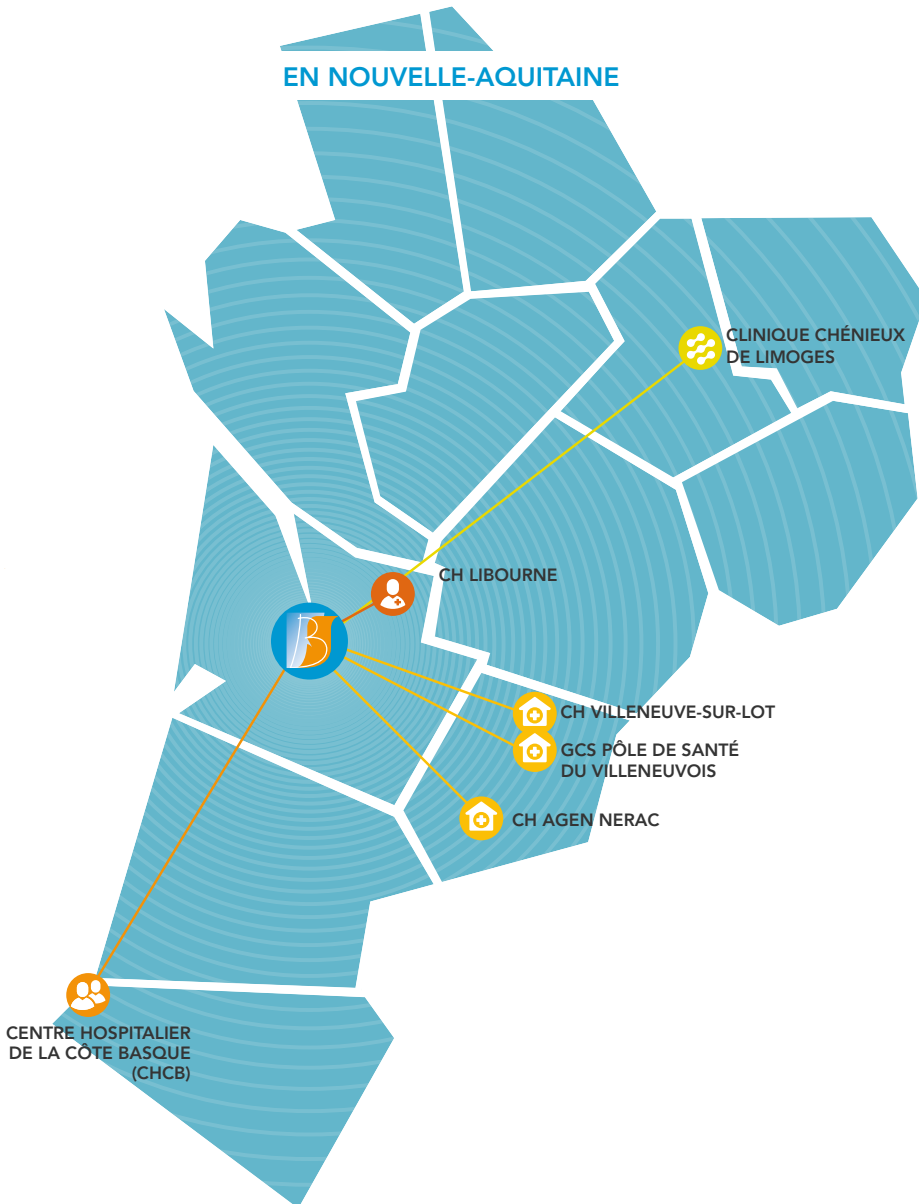 EN NOUVELLE-AQUITAINE
CLINIQUE CHÉNIEUX
DE LIMOGES
CH LIBOURNE
B
CH VILLENEUVE-SUR-LOT
GCS PÔLE DE SANTÉ
DU VILLENEUVOIS
CH AGEN NERAC
CENTRE HOSPITALIER
DE LA CÔTE BASQUE
(CHCB)